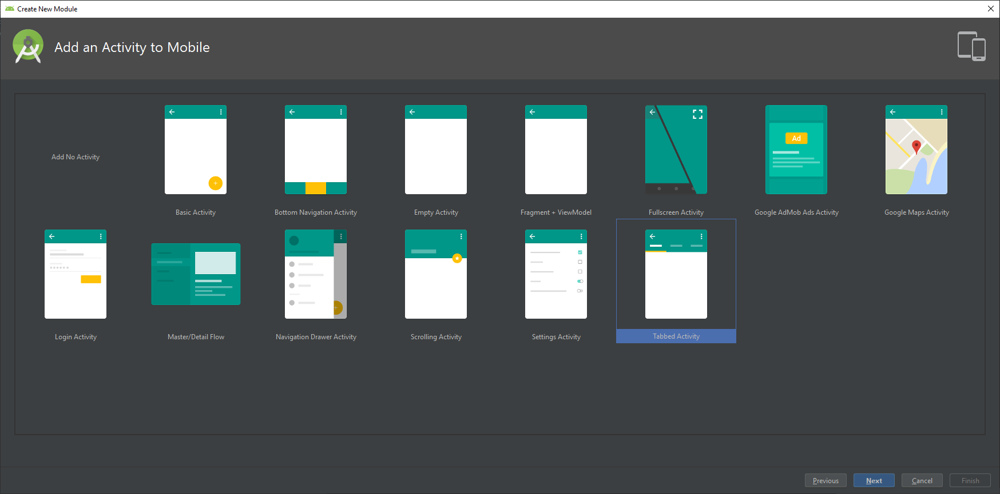 Create New Module
Add an Activity to Mobile
Add No Activity
Basic Activity
Bottom Navigation Activity
Empty Activity
Fragment + ViewModel
Fullscreen Activity
Ad
Google AdMob Ads Activity
Google Maps Activity
Login Activity
Master/Detail Flow
Navigation Drawer Activity
Scrolling Activity
Settings Activity
Tabbed Activity
Previous
Next
Cancel
Finish